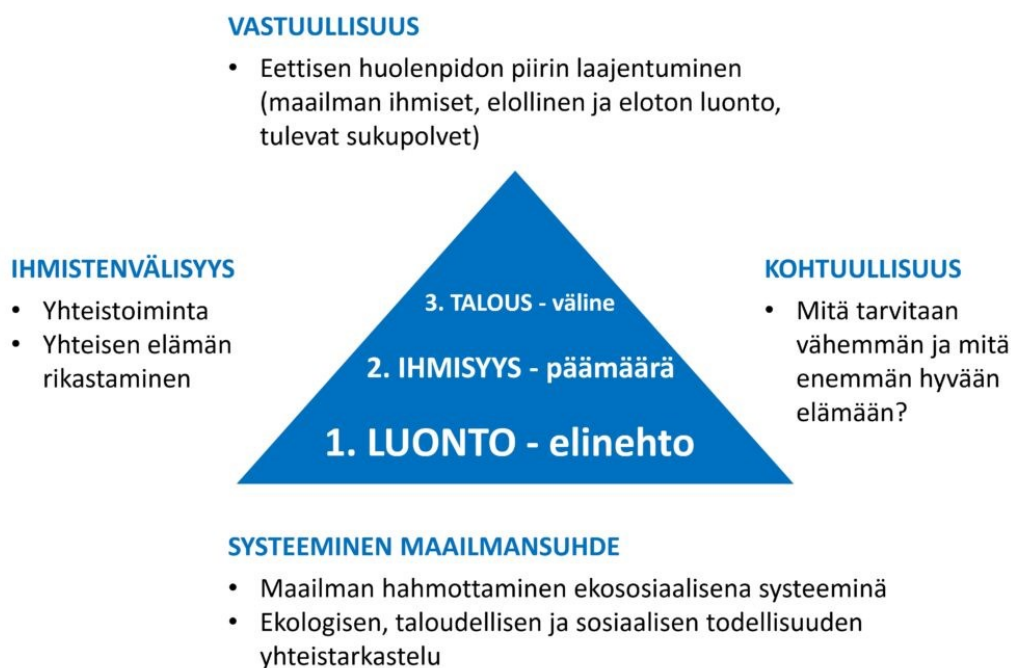 VASTUULLISUUS
• Eettisen huolenpidon piirin laajentuminen
(maailman ihmiset, elollinen ja eloton luonto,
tulevat sukupolvet)
IHMISTENVÄLISYYS
• Yhteistoiminta
• Yhteisen elämän
rikastaminen
3. TALOUS - väline
2. IHMISYYS - päämäärä
1. LUONTO - elinehto
KOHTUULLISUUS
• Mitä tarvitaan
vähemmän ja mitä
enemmän hyvään
elämään?
SYSTEEMINEN MAAILMANSUHDE
• Maailman hahmottaminen ekososiaalisena systeeminä
• Ekologisen, taloudellisen ja sosiaalisen todellisuuden
yhteistarkastelu